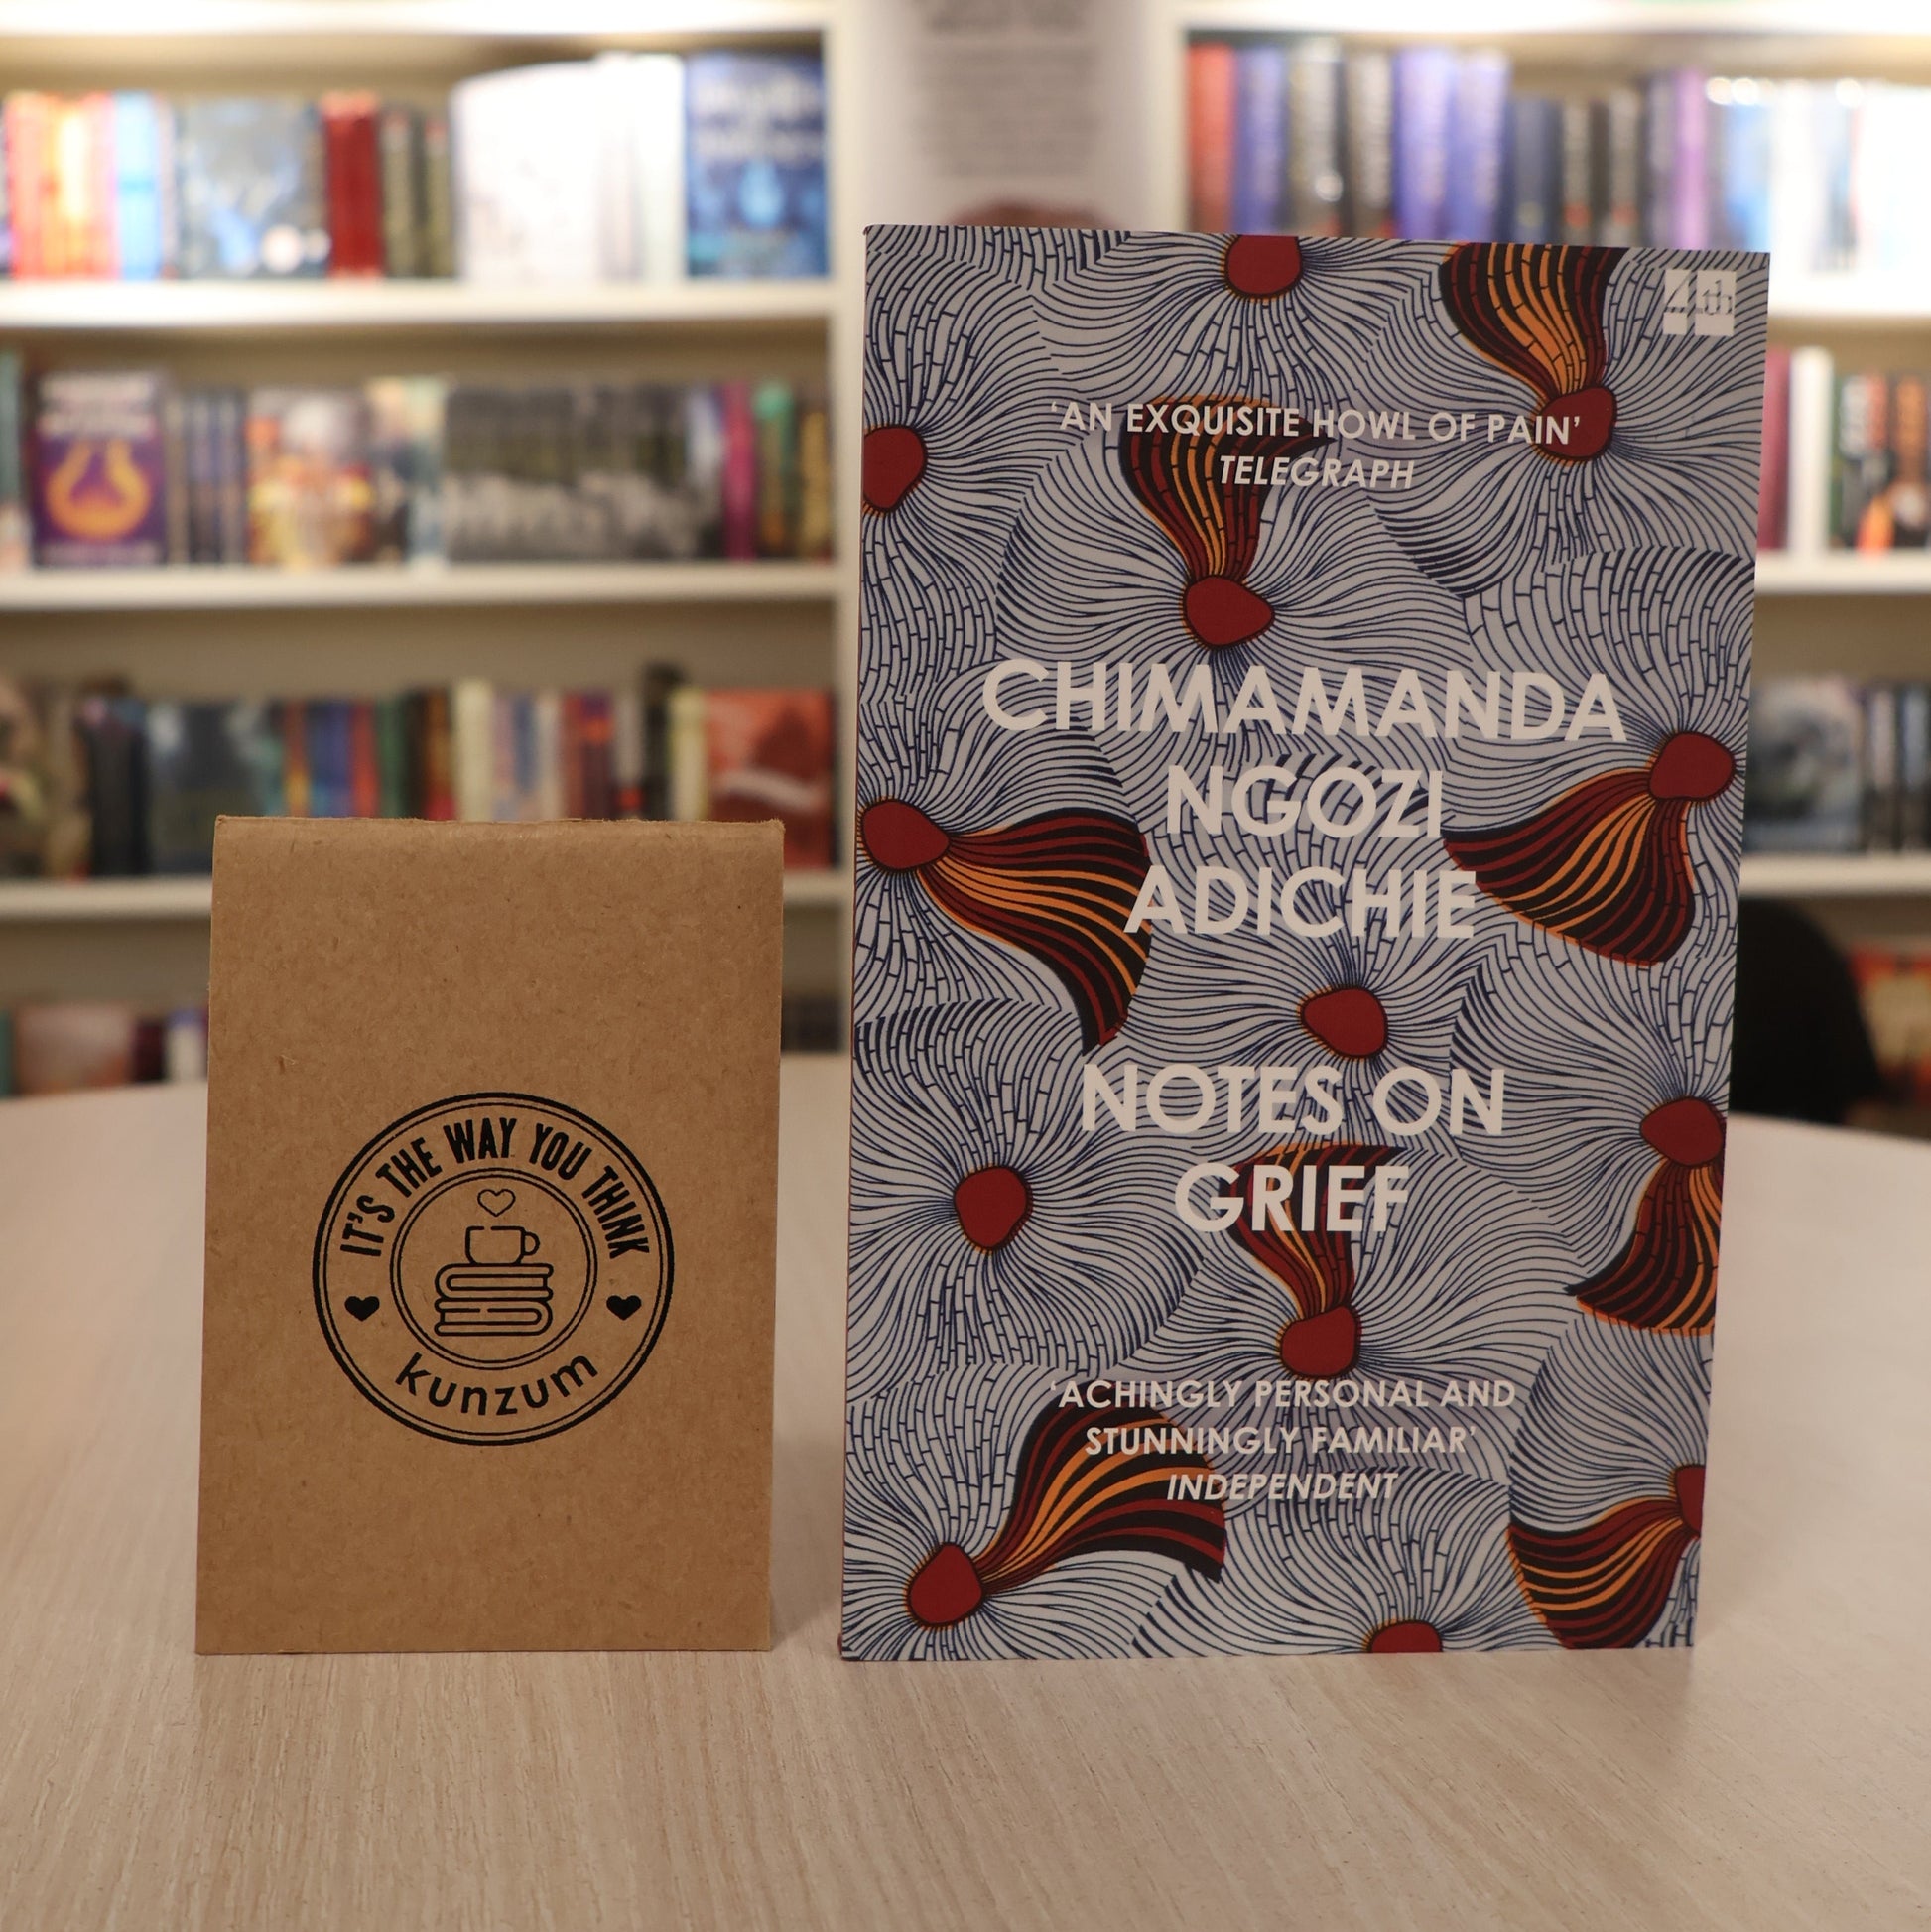 IT'S THE WAY YOU THINK
kunzum
4th
‘AN EXQUISITE HOWL OF PAIN’
TELEGRAPH
CHIMAMANDA
NGOZI
ADICHIE
NOTES ON
GRIEF
‘ACHINGLY PERSONAL AND
STUNNINGLY FAMILIAR’
INDEPENDENT